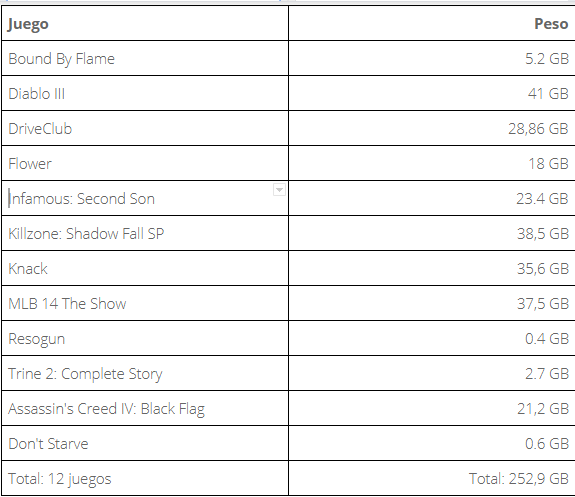 Juego Peso
Bound By Flame 5.2 GB
Diablo III 41 GB
DriveClub 28,86 GB
Flower 18 GB
Infamous: Second Son 23.4 GB
Killzone: Shadow Fall SP 38,5 GB
Knack 35,6 GB
MLB 14 The Show 37,5 GB
Resogun 0.4 GB
Trine 2: Complete Story 2.7 GB
Assassin's Creed IV: Black Flag 21,2 GB
Don't Starve 0.6 GB
Total: 12 juegos Total: 252,9 GB